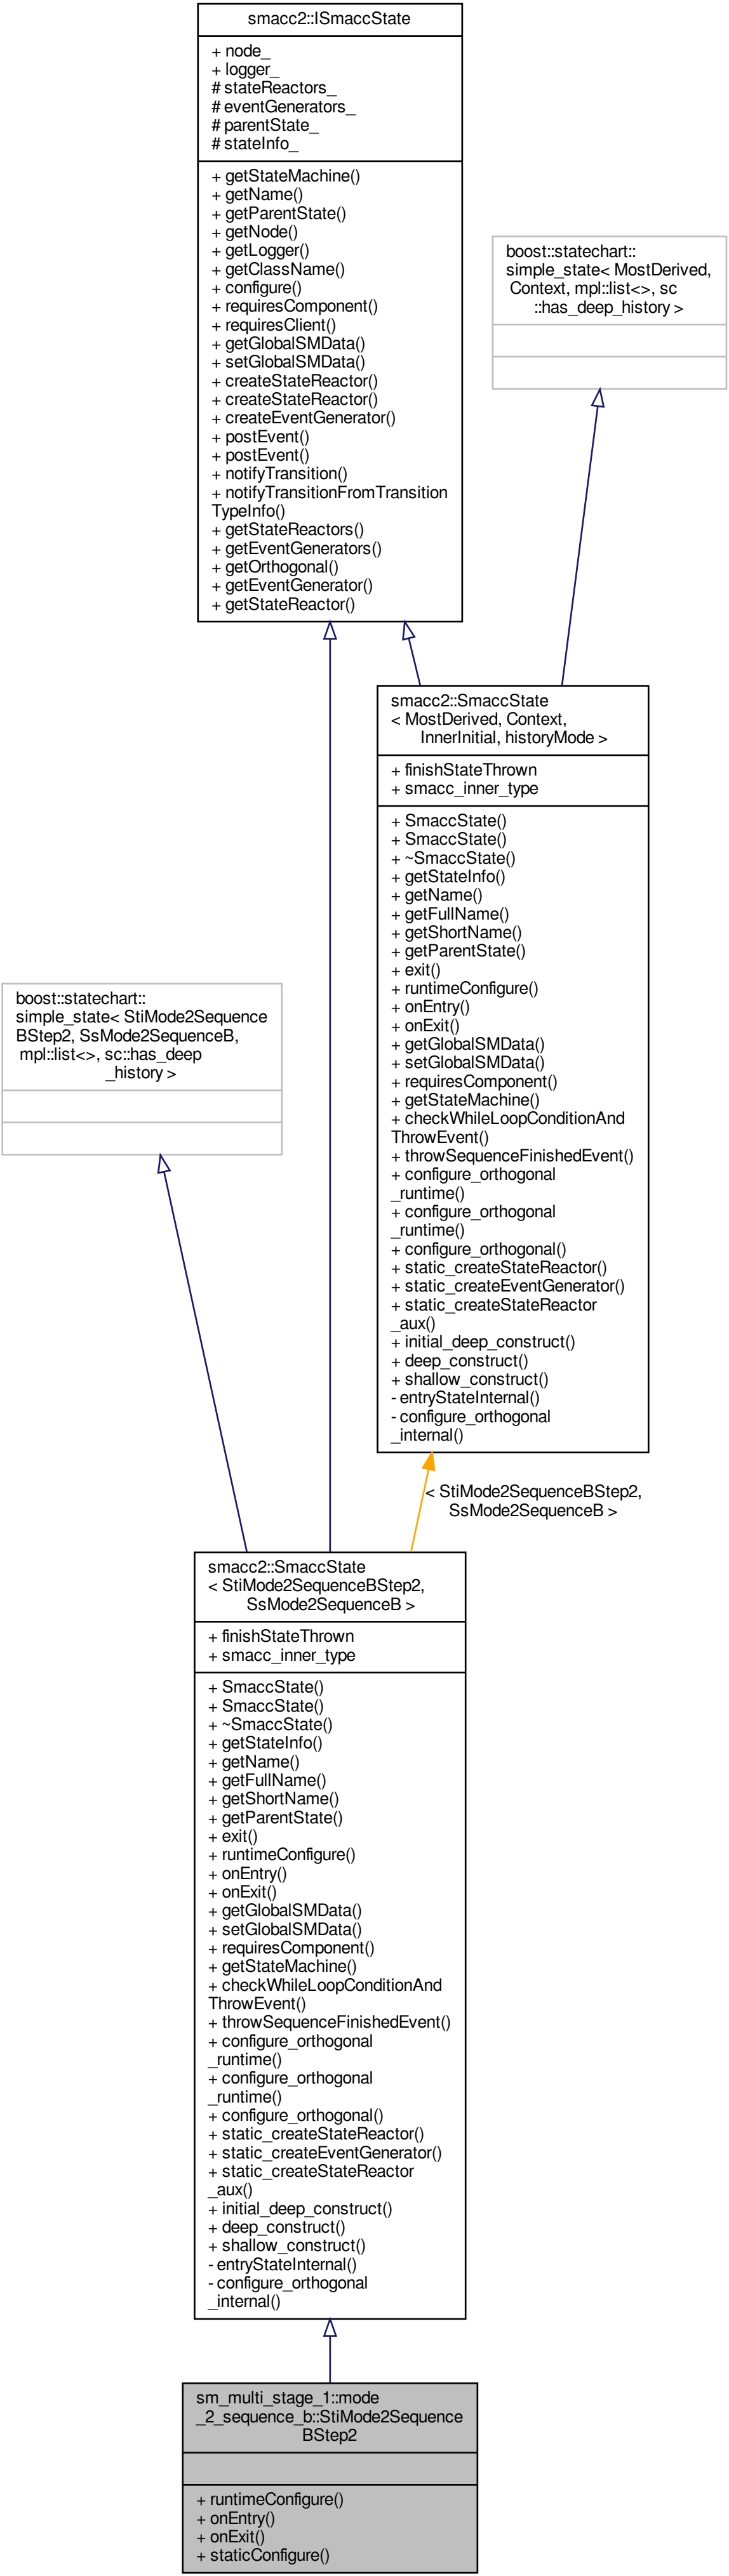 smacc2::ISmaccState
+ node_
+ logger_
# stateReactors_
# eventGenerators_
# parentState_
# stateInfo_
+ getStateMachine()
+ getName()
+ getParentState()
+ getNode()
+ getLogger()
+ getClassName()
+ configure()
+ requiresComponent()
+ requiresClient()
+ getGlobalSMData()
+ setGlobalSMData()
+ createStateReactor()
+ createStateReactor()
+ createEventGenerator()
+ postEvent()
+ postEvent()
+ notifyTransition()
+ notifyTransitionFromTransition
TypeInfo()
+ getStateReactors()
+ getEventGenerators()
+ getOrthogonal()
+ getEventGenerator()
+ getStateReactor()
boost::statechart::
simple_state< MostDerived,
Context, mpl::list<>, sc
::has_deep_history >
smacc2::SmaccState
< MostDerived, Context,
InnerInitial, historyMode >
+ finishStateThrown
+ smacc_inner_type
+ SmaccState()
+ SmaccState()
+ ~SmaccState()
+ getStateInfo()
+ getName()
+ getFullName()
+ getShortName()
+ getParentState()
+ exit()
+ runtimeConfigure()
+ onEntry()
+ onExit()
+ getGlobalSMData()
+ setGlobalSMData()
+ requiresComponent()
+ getStateMachine()
+ checkWhileLoopConditionAnd
ThrowEvent()
+ throwSequenceFinishedEvent()
+ configure_orthogonal
_runtime()
+ configure_orthogonal
_runtime()
+ configure_orthogonal()
+ static_createStateReactor()
+ static_createEventGenerator()
+ static_createStateReactor
_aux()
+ initial_deep_construct()
+ deep_construct()
+ shallow_construct()
- entryStateInternal()
- configure_orthogonal
_internal()
boost::statechart::
simple_state< StiMode2Sequence
BStep2, SsMode2SequenceB,
mpl::list<>, sc::has_deep
_history >
< StiMode2SequenceBStep2,
SsMode2SequenceB >
smacc2::SmaccState
< StiMode2SequenceBStep2,
SsMode2SequenceB >
+ finishStateThrown
+ smacc_inner_type
+ SmaccState()
+ SmaccState()
+ ~SmaccState()
+ getStateInfo()
+ getName()
+ getFullName()
+ getShortName()
+ getParentState()
+ exit()
+ runtimeConfigure()
+ onEntry()
+ onExit()
+ getGlobalSMData()
+ setGlobalSMData()
+ requiresComponent()
+ getStateMachine()
+ checkWhileLoopConditionAnd
ThrowEvent()
+ throwSequenceFinishedEvent()
+ configure_orthogonal
_runtime()
+ configure_orthogonal
_runtime()
+ configure_orthogonal()
+ static_createStateReactor()
+ static_createEventGenerator()
+ static_createStateReactor
_aux()
+ initial_deep_construct()
+ deep_construct()
+ shallow_construct()
- entryStateInternal()
- configure_orthogonal
_internal()
sm_multi_stage_1::mode
_2_sequence_b::StiMode2Sequence
BStep2
+ runtimeConfigure()
+ onEntry()
+ onExit()
+ staticConfigure()